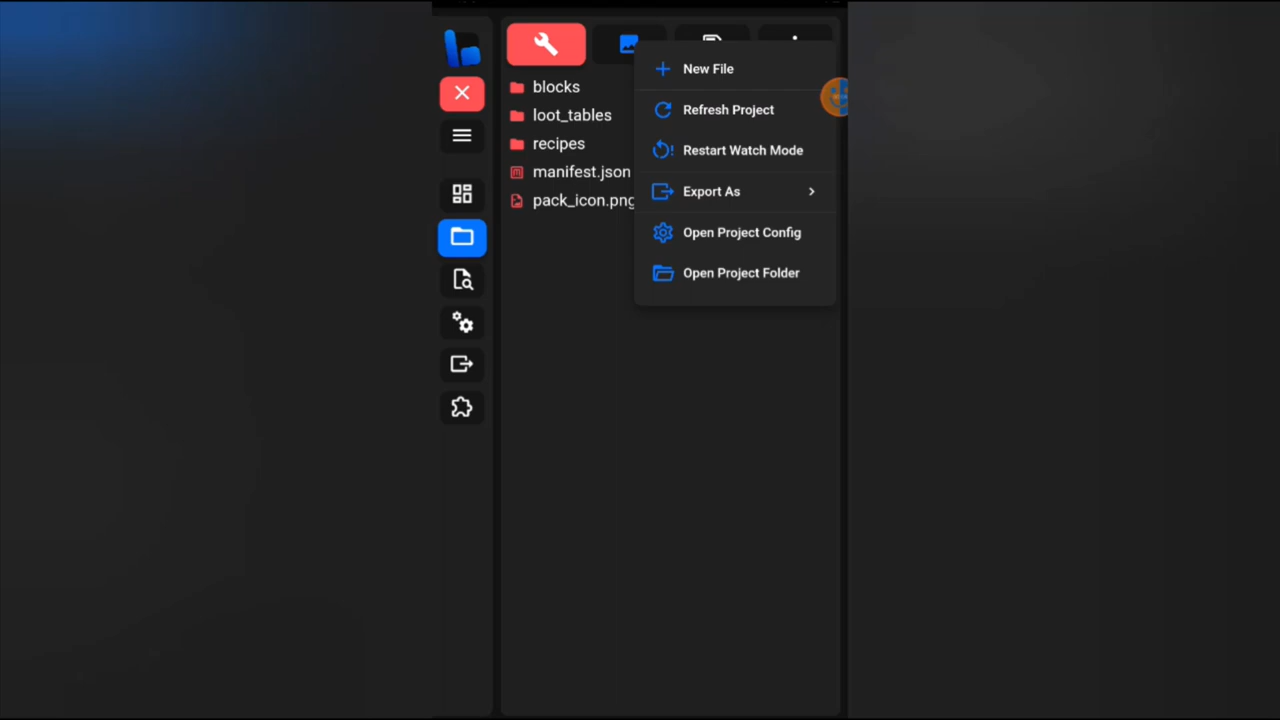 blocks
loot_tables
recipes
manifest.json
pack_icon.png
New File
Refresh Project
Restart Watch Mode
Export As
Open Project Config
Open Project Folder